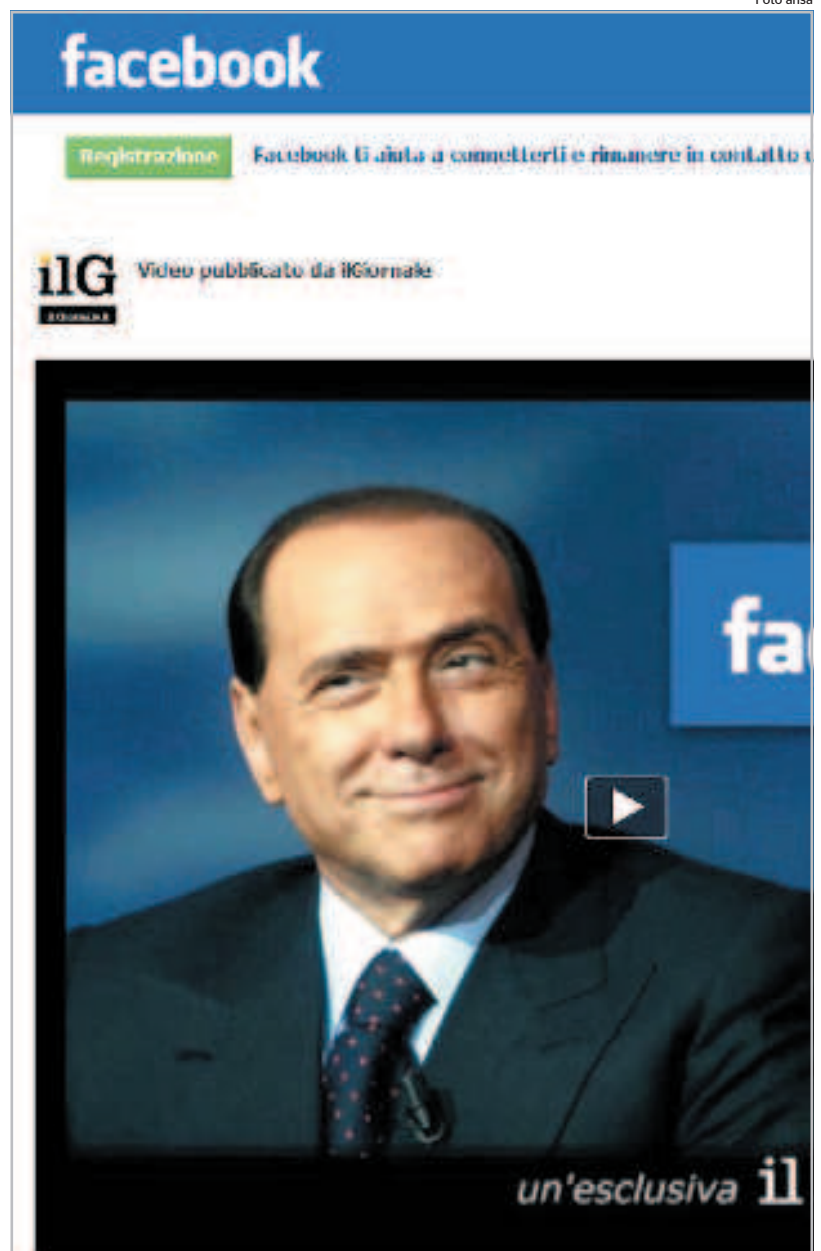 Foto ansa
facebook
Registrazione Facebook ti aiuta a connetterti e rimanere in contatto
ilG
Video pubblicato da ilGiornale
fa
un'esclusiva il